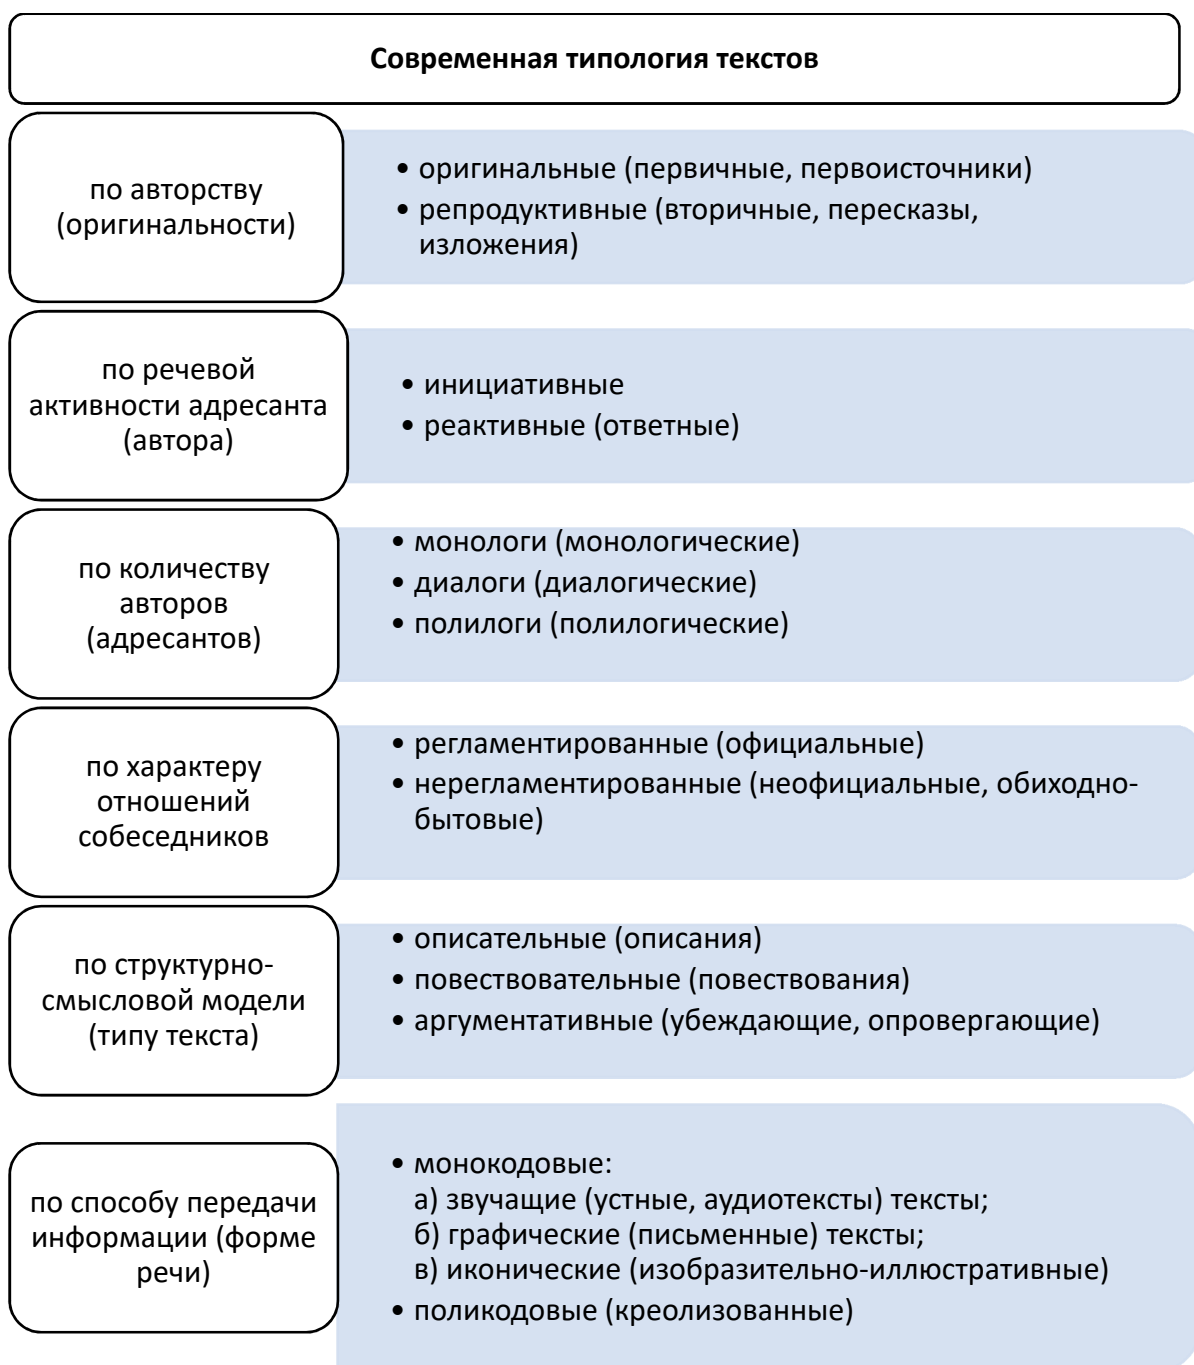 Современная типология текстов
по авторству
(оригинальности)
• оригинальные (первичные, первоисточники)
• репродуктивные (вторичные, пересказы,
изложения)
по речевой
активности адресанта
(автора)
• инициативные
• реактивные (ответные)
по количеству
авторов
(адресантов)
• монологи (монологические)
• диалоги (диалогические)
• полилоги (полилогические)
по характеру
отношений
собеседников
• регламентированные (официальные)
• нерегламентированные (неофициальные, обиходно-
бытовые)
по структурно-
смысловой модели
(типу текста)
• описательные (описания)
• повествовательные (повествования)
• аргументативные (убеждающие, опровергающие)
по способу передачи
информации (форме
речи)
• монокодовые:
а) звучащие (устные, аудиотексты) тексты;
б) графические (письменные) тексты;
в) иконические (изобразительно-иллюстративные)
• поликодовые (креолизованные)